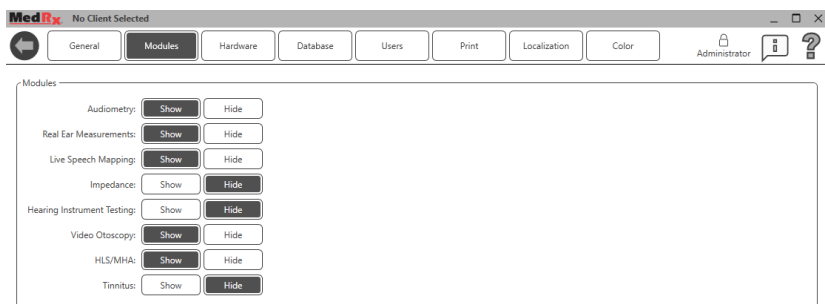 MedRx No Client Selected
General Modules Hardware Database Users Print Localization Color Administrator
Modules
Audiometry: Show Hide
Real Ear Measurements: Show Hide
Live Speech Mapping: Show Hide
Impedance: Show Hide
Hearing Instrument Testing: Show Hide
Video Otoscopy: Show Hide
HLS/MHA: Show Hide
Tinnitus: Show Hide